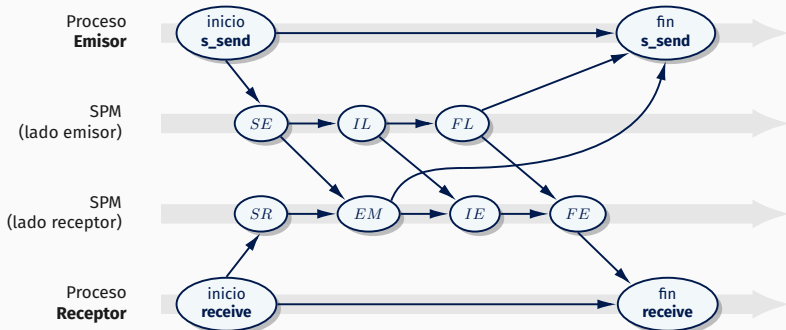 Proceso
Emisor
inicio
s_send
fin
s_send
SPM
(lado emisor)
SE
IL
FL
SPM
(lado receptor)
SR
EM
IE
FE
Proceso
Receptor
inicio
receive
fin
receive